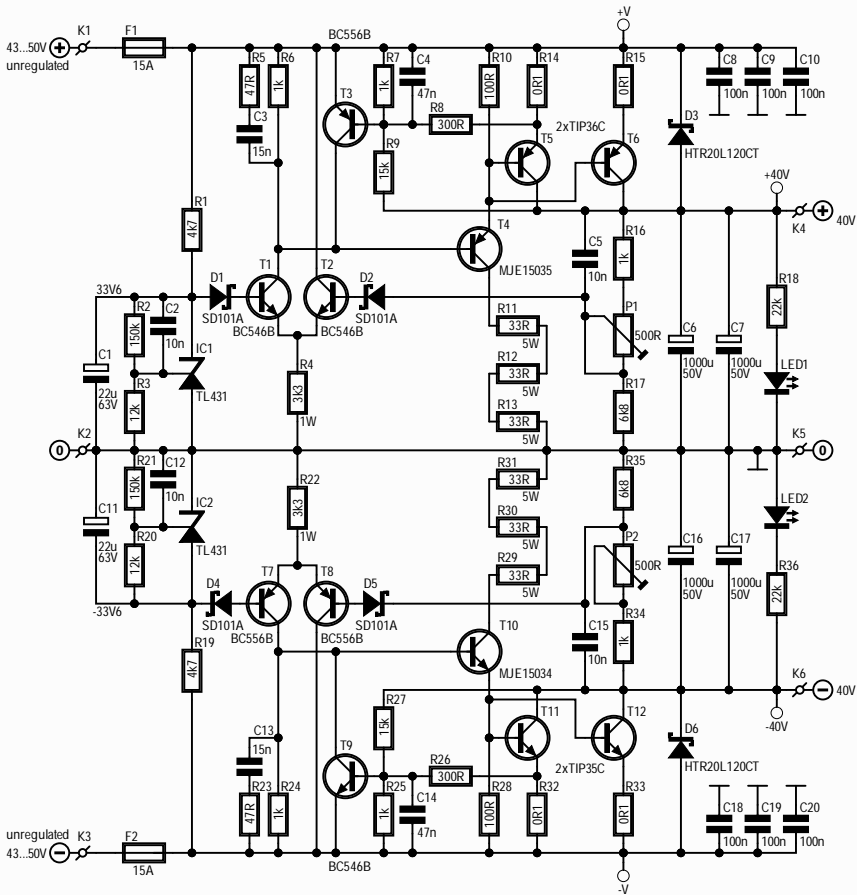 +V
K1 F1 BC556B
43...50V + R5 R6 R7 C4 R10 R14 R15 C8 C9 C10
unregulated 15A 47R 1k 1k 47n 100R 0R1 0R1 100n 100n 100n
C3 T3 R8 D3
15n 300R 2xTIP36C HTR20L120CT
R9 T5 T6
15k +40V
R1 T4 K4 +
4k7 C5 R16 40V
MJE15035 10n 1k
33V6 D1 T1 T2 D2 R18
R2 C2 SD101A SD101A R11 P1 22k
150k 10n BC546B BC546B 33R 500R C6 C7
5W
C1 IC1 R4 R12 1000u 1000u
22u 3k3 33R 50V 50V LED1
63V R3 TL431 5W R17
12k 1W R13 6k8
33R
K2 5W K5
0 0
R21 C12 R22 R31 R35
150k 10n 3k3 33R 6k8
5W LED2
C11 IC2 R30 P2 C16 C17
22u TL431 1W 33R 500R
63V R20 5W 1000u 1000u R36
12k D4 T7 T8 D5 R29 50V 50V 22k
33R
-33V6 SD101A SD101A 5W R34
R19 BC556B BC556B T10 C15 1k
4k7 10n
MJE15034 K6 -
40V
R27 -40V
C13 15k T11 T12 D6
15n T9 R26 2xTIP35C HTR20L120CT
300R
R23 R24 R25 C14 R28 R32 R33 C18 C19 C20
unregulated 47R 1k 1k 47n 100R 0R1 0R1 100n 100n 100n
43...50V - K3 F2
15A BC546B
-V